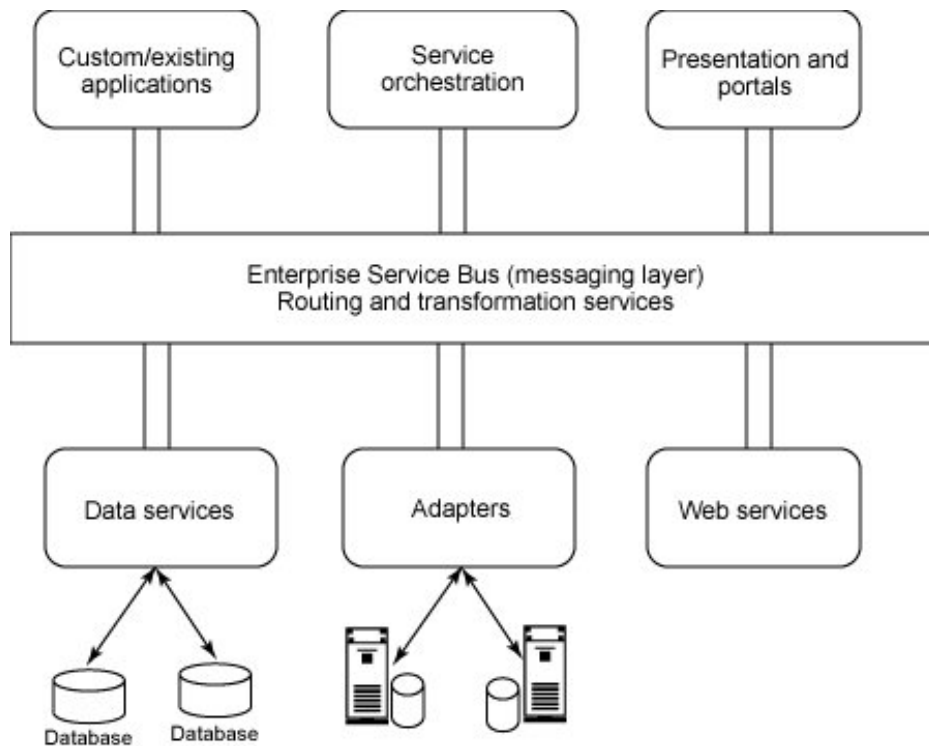 Custom/existing
applications
Service
orchestration
Presentation and
portals
Enterprise Service Bus (messaging layer)
Routing and transformation services
Data services
Adapters
Web services
Database
Database